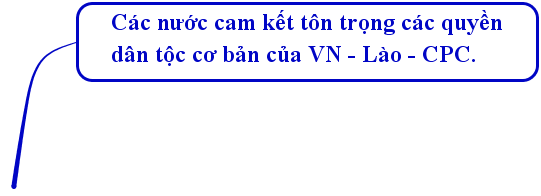 Các nước cam kết tôn trọng các quyền
dân tộc cơ bản của VN - Lào - CPC.